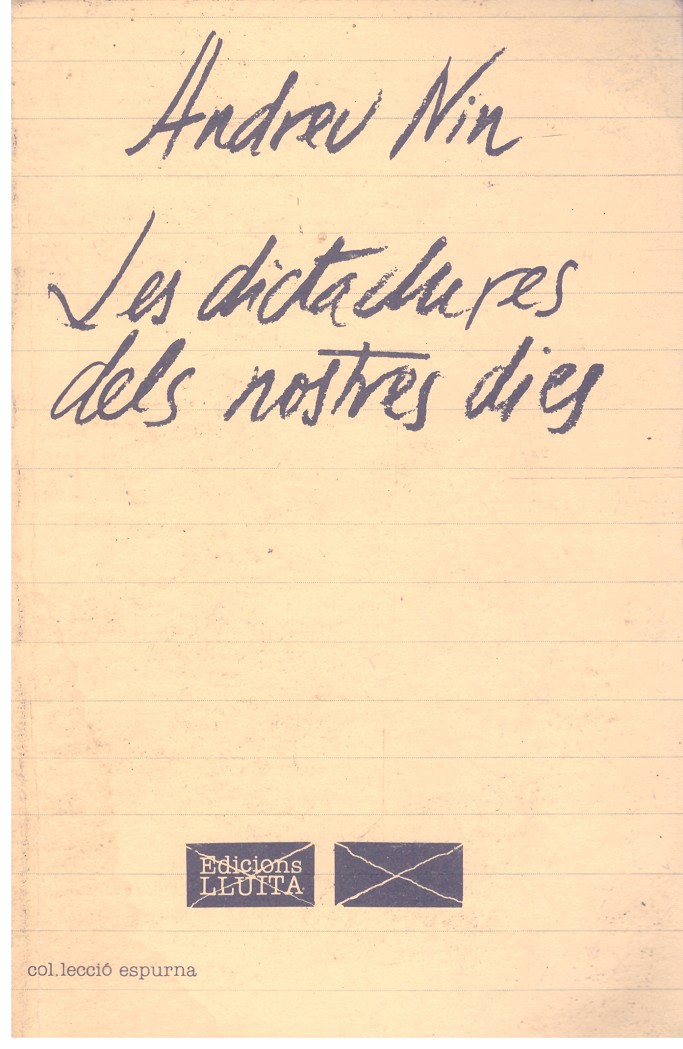 Andreu Nin
Les dictadures
dels nostres dies
Edicions
LLUITA
col.lecció espurna